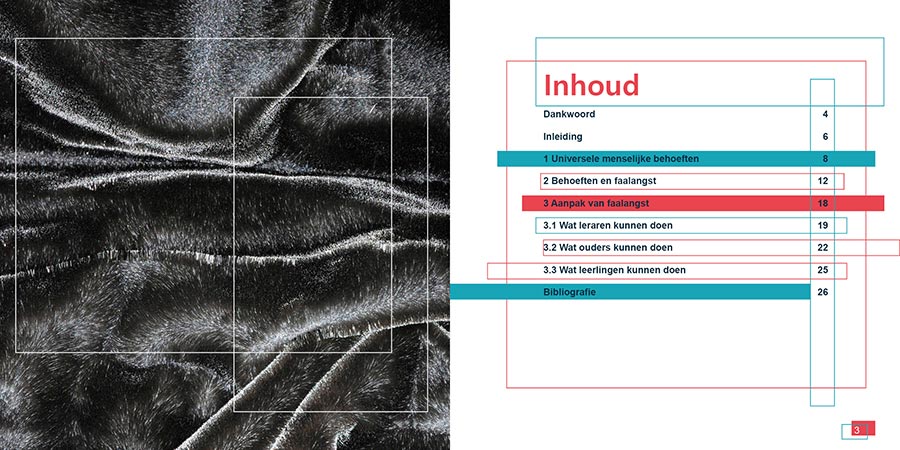 Inhoud
Dankwoord 4
Inleiding 6
1 Universele menselijke behoeften 8
2 Behoeften en faalangst 12
3 Aanpak van faalangst 18
3.1 Wat leraren kunnen doen 19
3.2 Wat ouders kunnen doen 22
3.3 Wat leerlingen kunnen doen 25
Bibliografie 26
3